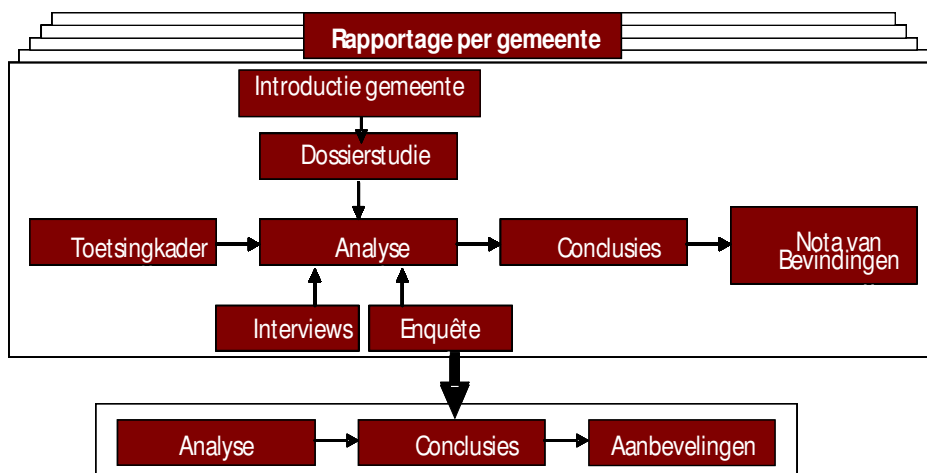 Rapportage per gemeente
Introductie gemeente
Dossierstudie
Toetsingkader
Analyse
Conclusies
Nota van
Bevindingen
Interviews
Enquête
Analyse
Conclusies
Aanbevelingen